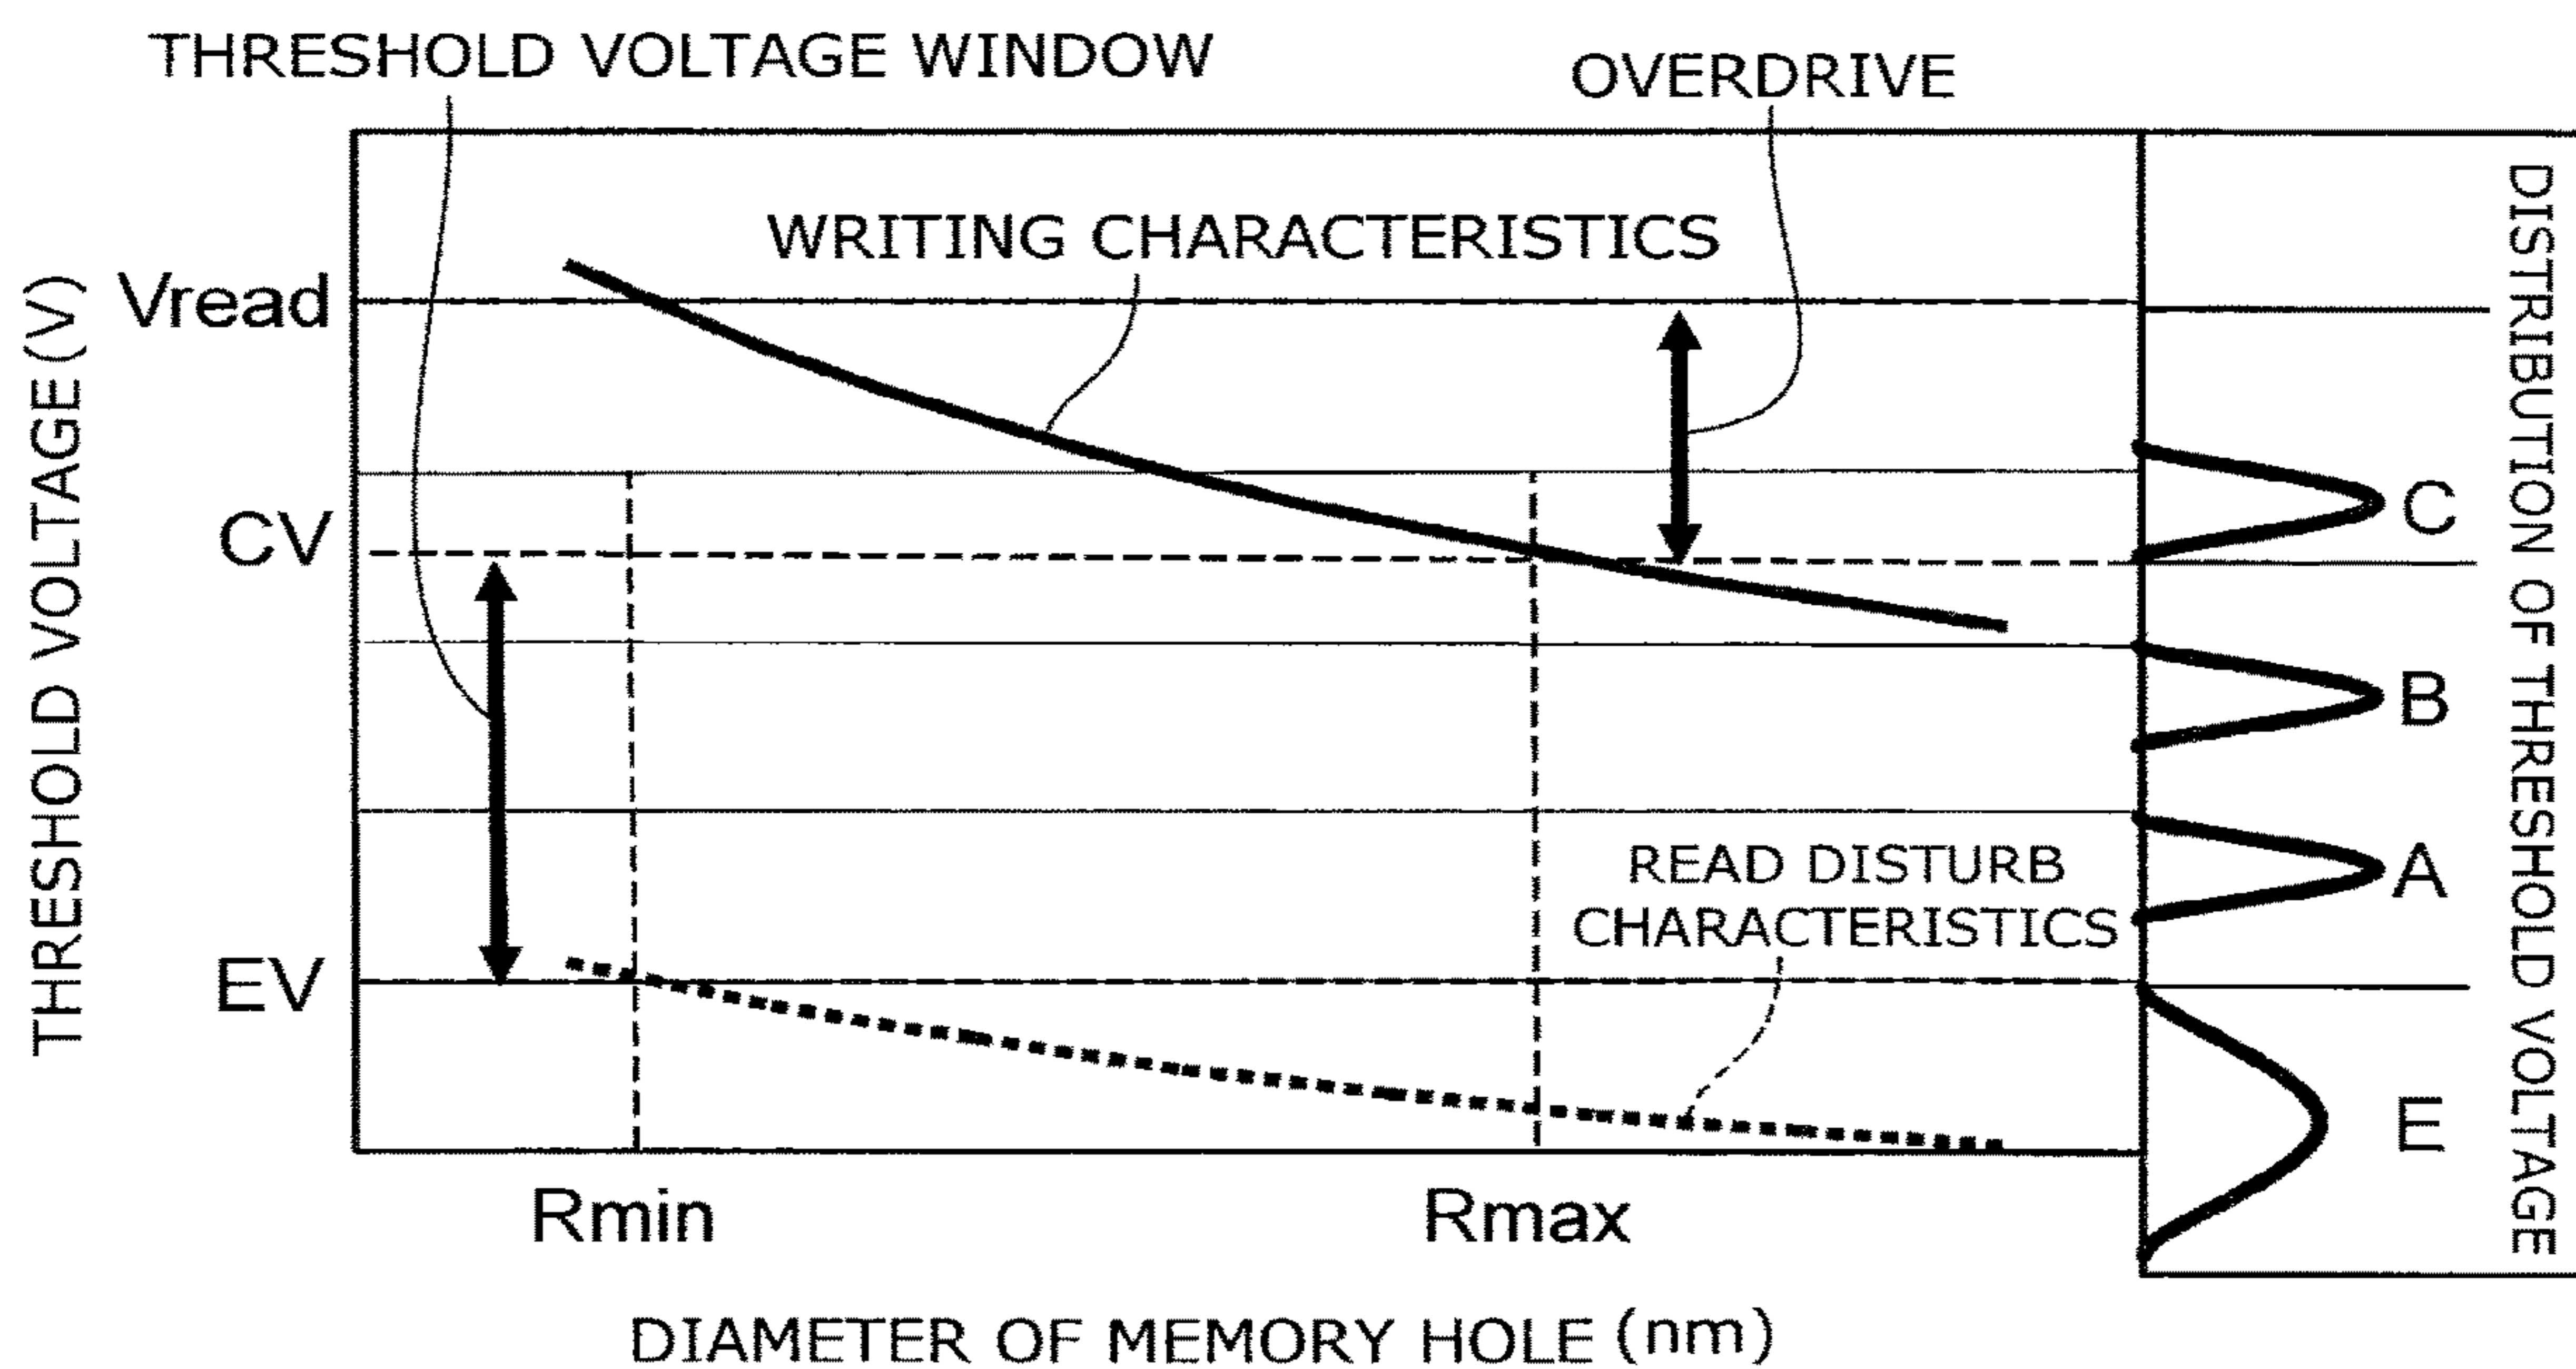 THRESHOLD VOLTAGE WINDOW
OVERDRIVE
WRITING CHARACTERISTICS
Vread
CV
EV
THRESHOLD VOLTAGE (V)
READ DISTURB
CHARACTERISTICS
C
B
A
E
DISTRIBUTION OF THRESHOLD VOLTAGE
Rmin
Rmax
DIAMETER OF MEMORY HOLE (nm)